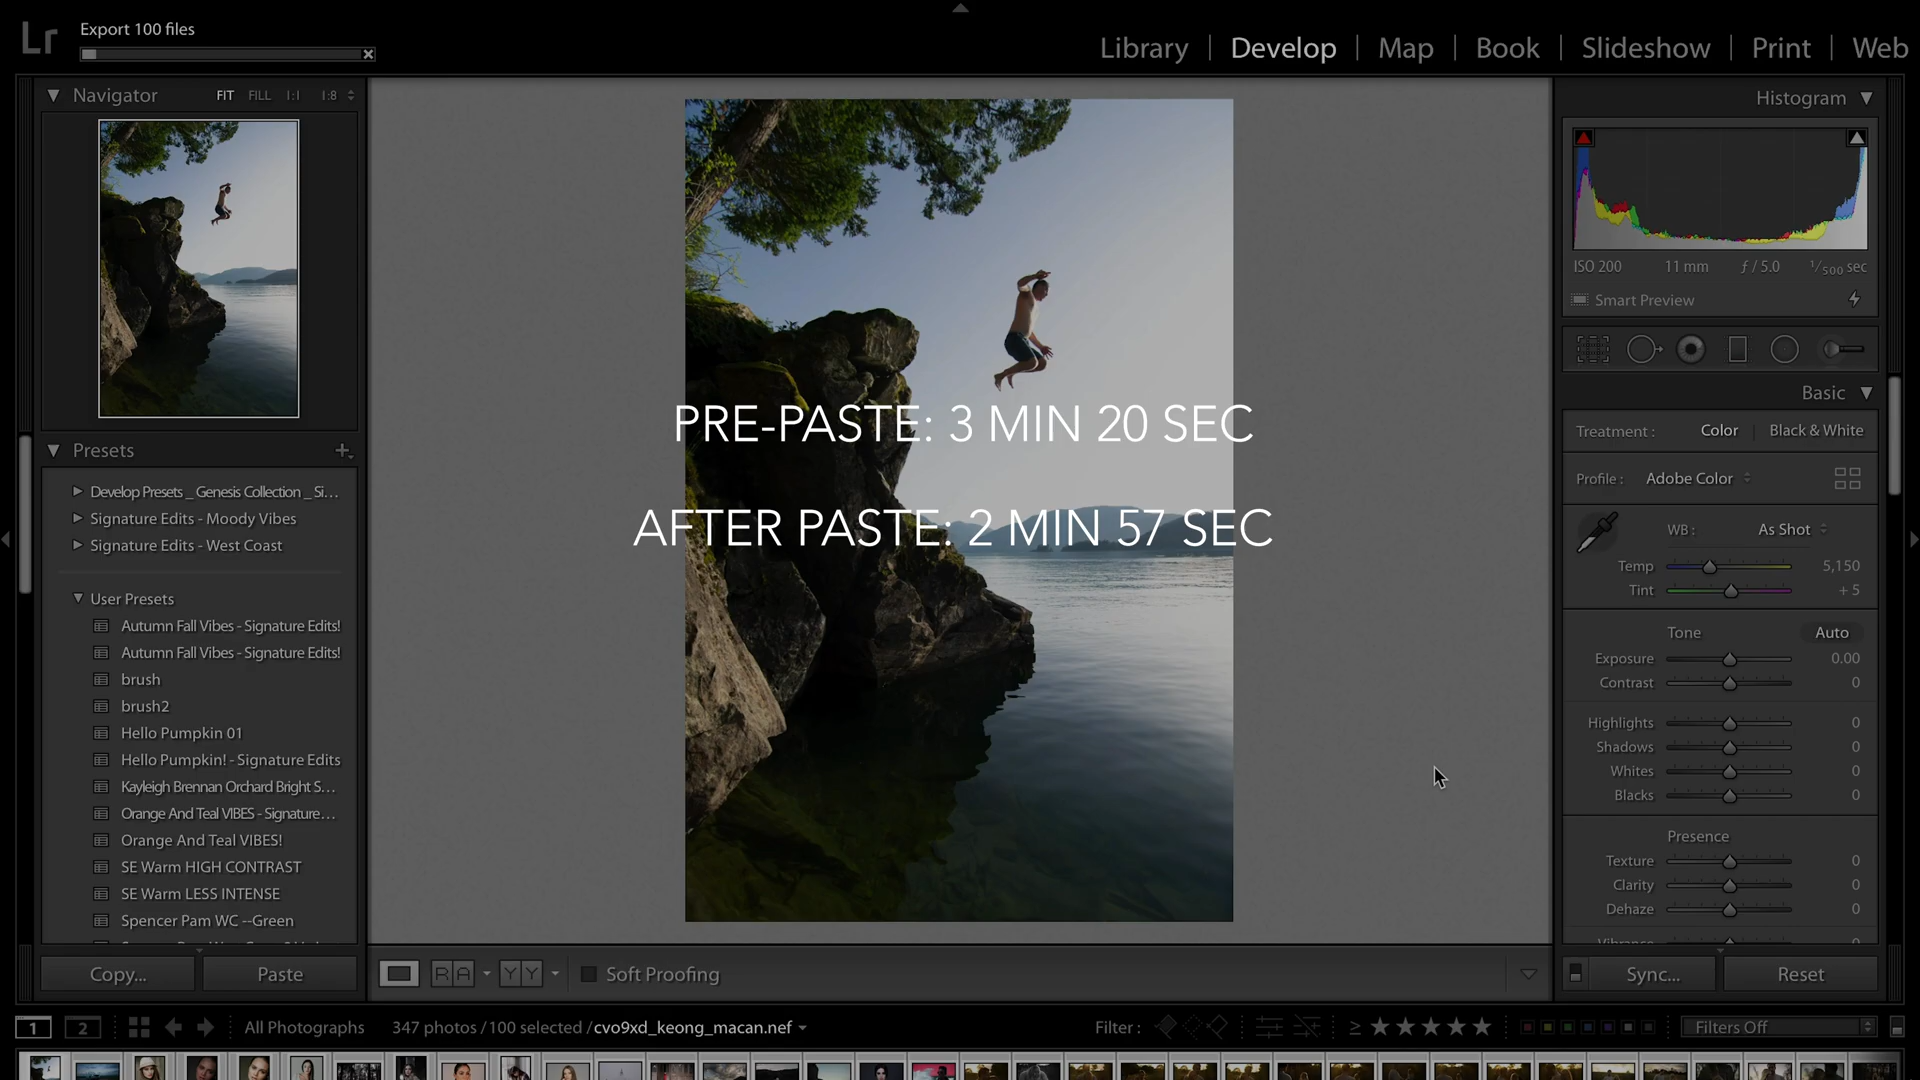 Lr
Export 100 files
Library | Develop | Map | Book | Slideshow | Print | Web
Navigator FIT FILL 1:1 1:8
Presets
Develop Presets _ Genesis Collection _ Si...
Signature Edits - Moody Vibes
Signature Edits - West Coast
User Presets
Autumn Fall Vibes - Signature Edits!
Autumn Fall Vibes - Signature Edits!
brush
brush2
Hello Pumpkin 01
Hello Pumpkin! - Signature Edits
Kayleigh Brennan Orchard Bright S...
Orange And Teal VIBES - Signature...
Orange And Teal VIBES!
SE Warm HIGH CONTRAST
SE Warm LESS INTENSE
Spencer Pam WC --Green
Copy... Paste
PRE-PASTE: 3 MIN 20 SEC
AFTER PASTE: 2 MIN 57 SEC
Histogram
ISO 200 11 mm ƒ / 5.0 1/500 sec
Smart Preview
Basic
Treatment : Color | Black & White
Profile : Adobe Color
WB : As Shot
Temp 5,150
Tint + 5
Tone Auto
Exposure 0.00
Contrast 0
Highlights 0
Shadows 0
Whites 0
Blacks 0
Presence
Texture 0
Clarity 0
Dehaze 0
Vibrance
R A Y Y Soft Proofing
Sync... Reset
1 2 All Photographs 347 photos / 100 selected / cvo9xd_keong_macan.nef Filter : ≥ ★★★★★ Filters Off